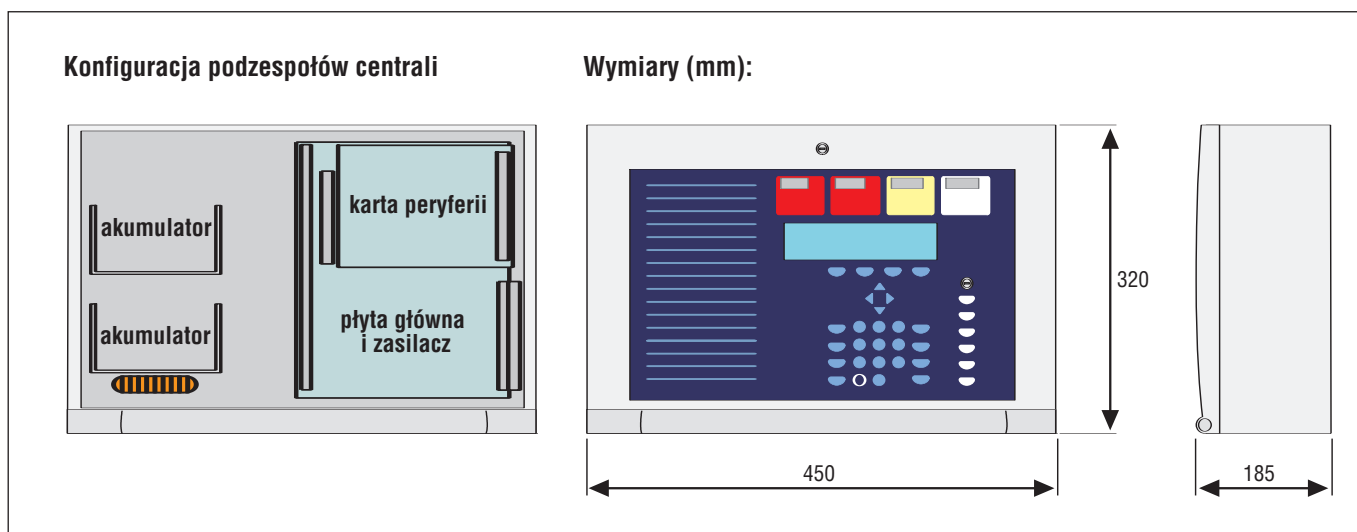 Konfiguracja podzespołów centrali
Wymiary (mm):
akumulator
akumulator
karta peryferii
płyta główna
i zasilacz
320
450
185